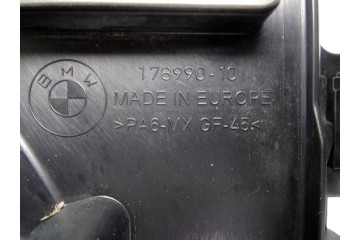 BMW
178990-10
MADE IN EUROPE
>PA6-MX GF-45<